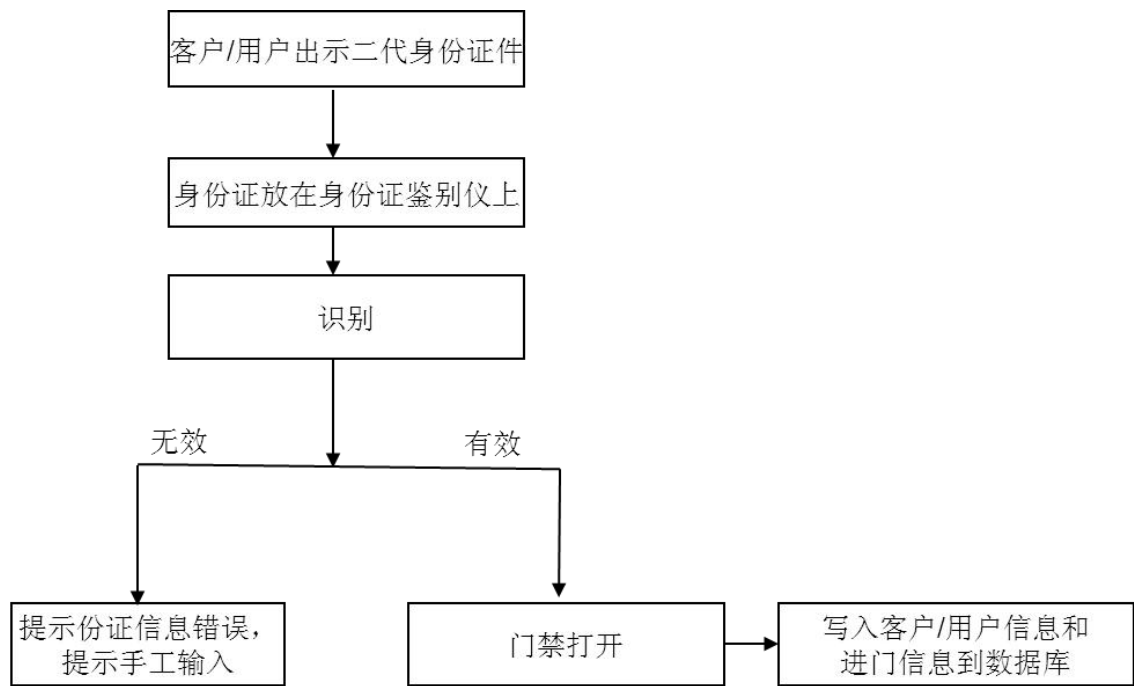 客户/用户出示二代身份证件
身份证放在身份证鉴别仪上
识别
无效
有效
提示份证信息错误，
提示手工输入
门禁打开
写入客户/用户信息和
进门信息到数据库